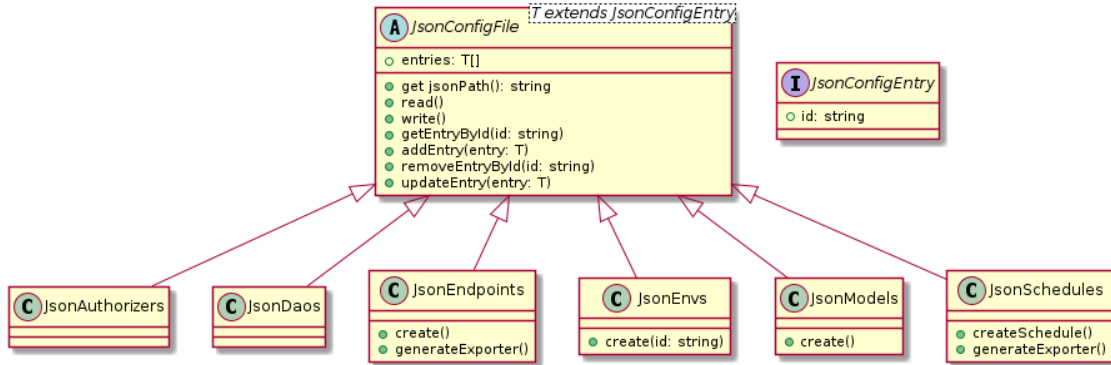 T extends JsonConfigEntry
A JsonConfigFile
entries: T[]
get jsonPath(): string
read()
write()
getEntryById(id: string)
addEntry(entry: T)
removeEntryById(id: string)
updateEntry(entry: T)
I JsonConfigEntry
id: string
C JsonAuthorizers
C JsonDaos
C JsonEndpoints
create()
generateExporter()
C JsonEnvs
create(id: string)
C JsonModels
create()
C JsonSchedules
createSchedule()
generateExporter()